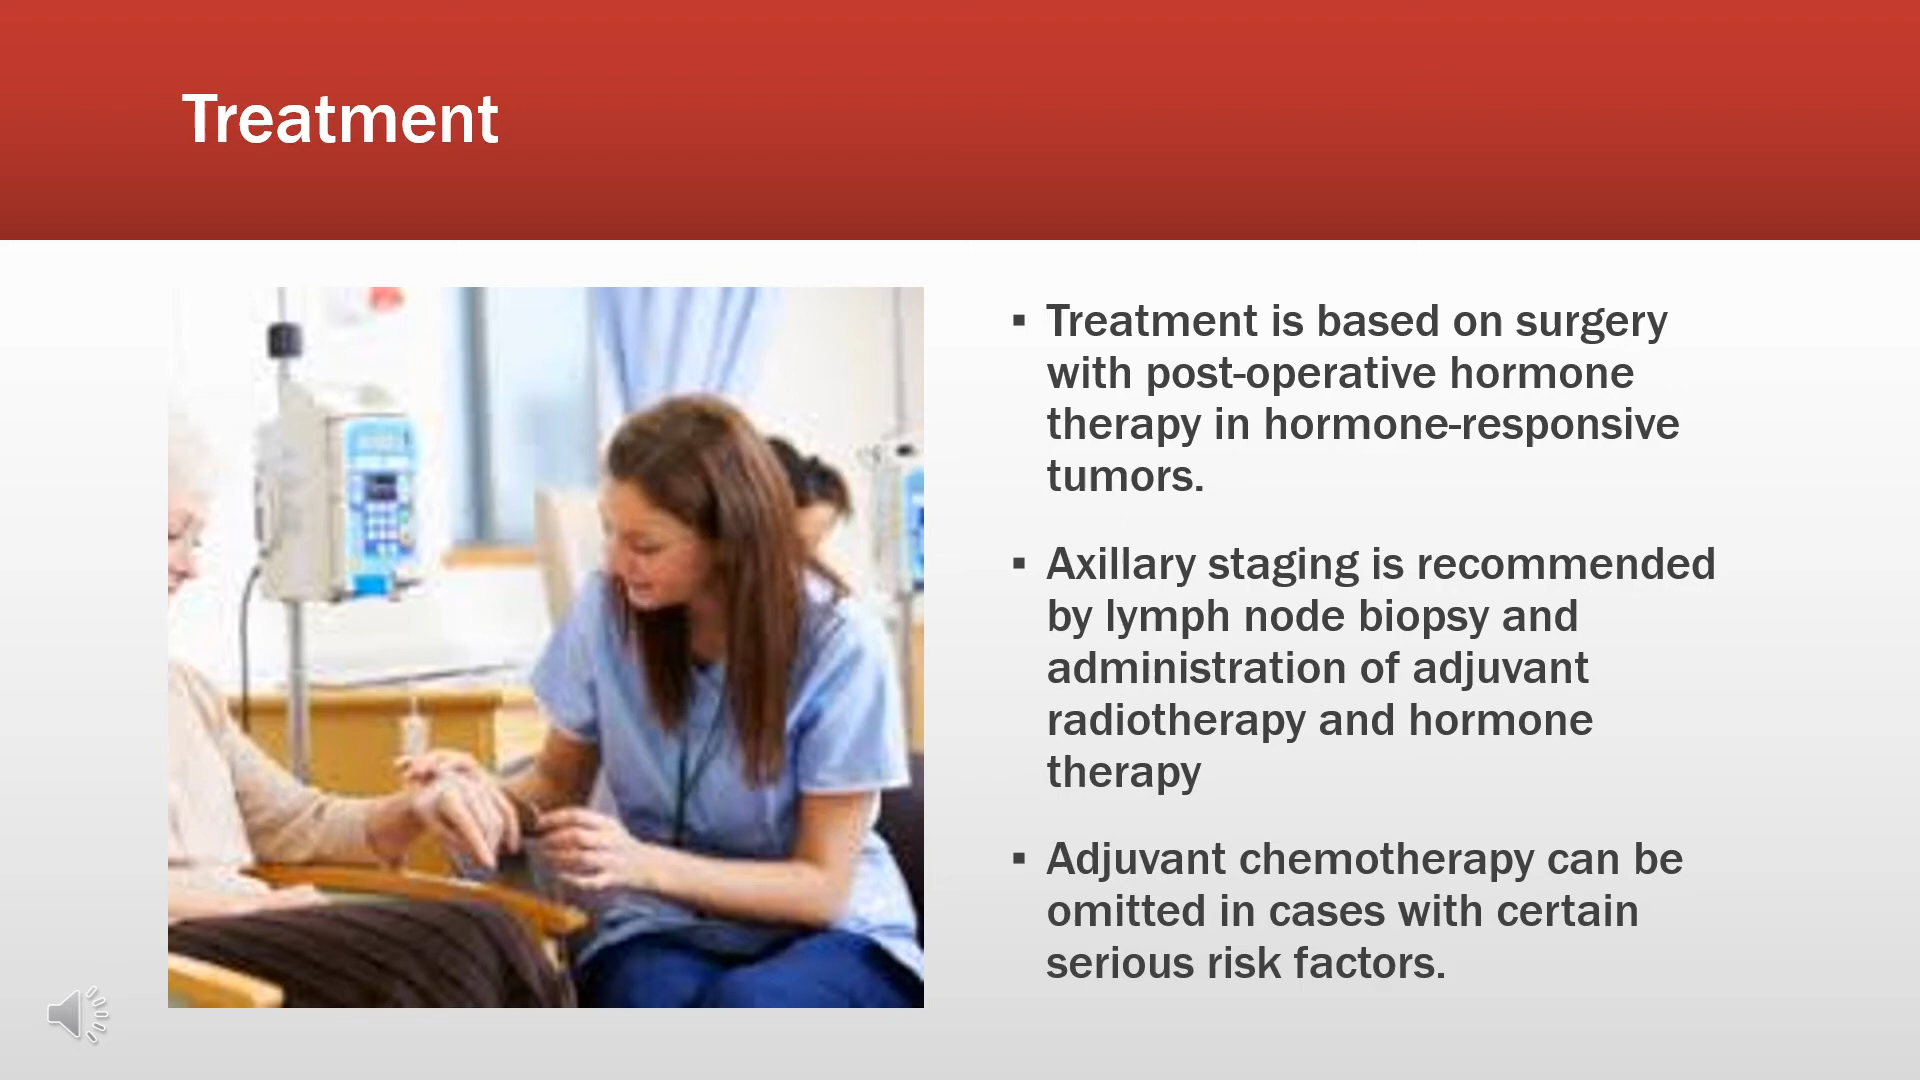 Treatment
▪ Treatment is based on surgery
with post-operative hormone
therapy in hormone-responsive
tumors.
▪ Axillary staging is recommended
by lymph node biopsy and
administration of adjuvant
radiotherapy and hormone
therapy
▪ Adjuvant chemotherapy can be
omitted in cases with certain
serious risk factors.